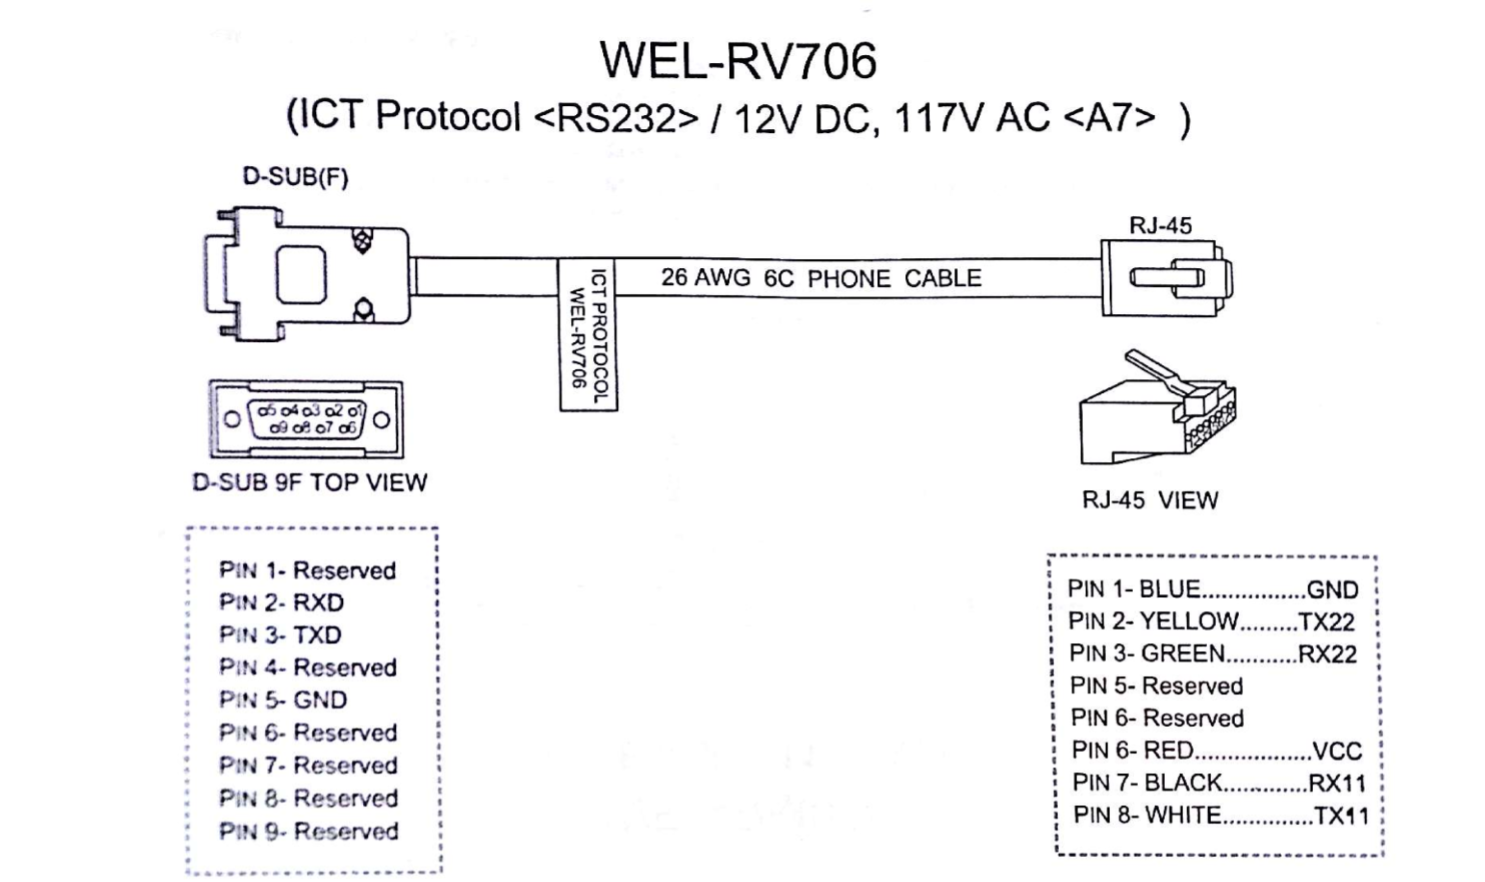 WEL-RV706
(ICT Protocol <RS232> / 12V DC, 117V AC <A7> )
D-SUB(F)
RJ-45
26 AWG 6C PHONE CABLE
ICT PROTOCOL
WEL-RV706
o5 o4 o3 o2 o1
o9 o8 o7 o6
D-SUB 9F TOP VIEW
RJ-45 VIEW
PIN 1- Reserved
PIN 2- RXD
PIN 3- TXD
PIN 4- Reserved
PIN 5- GND
PIN 6- Reserved
PIN 7- Reserved
PIN 8- Reserved
PIN 9- Reserved
PIN 1- BLUE.................GND
PIN 2- YELLOW.........TX22
PIN 3- GREEN...........RX22
PIN 5- Reserved
PIN 6- Reserved
PIN 6- RED...................VCC
PIN 7- BLACK.............RX11
PIN 8- WHITE..............TX11